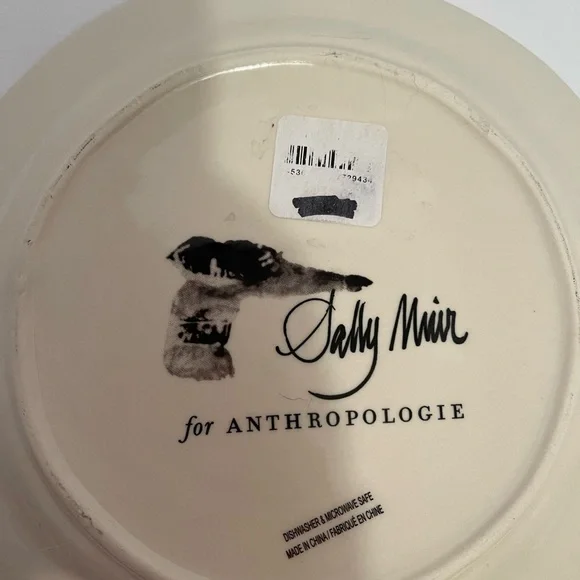 Sally Muir
for ANTHROPOLOGIE
DISHWASHER & MICROWAVE SAFE
MADE IN CHINA / FABRIQUÉ EN CHINE